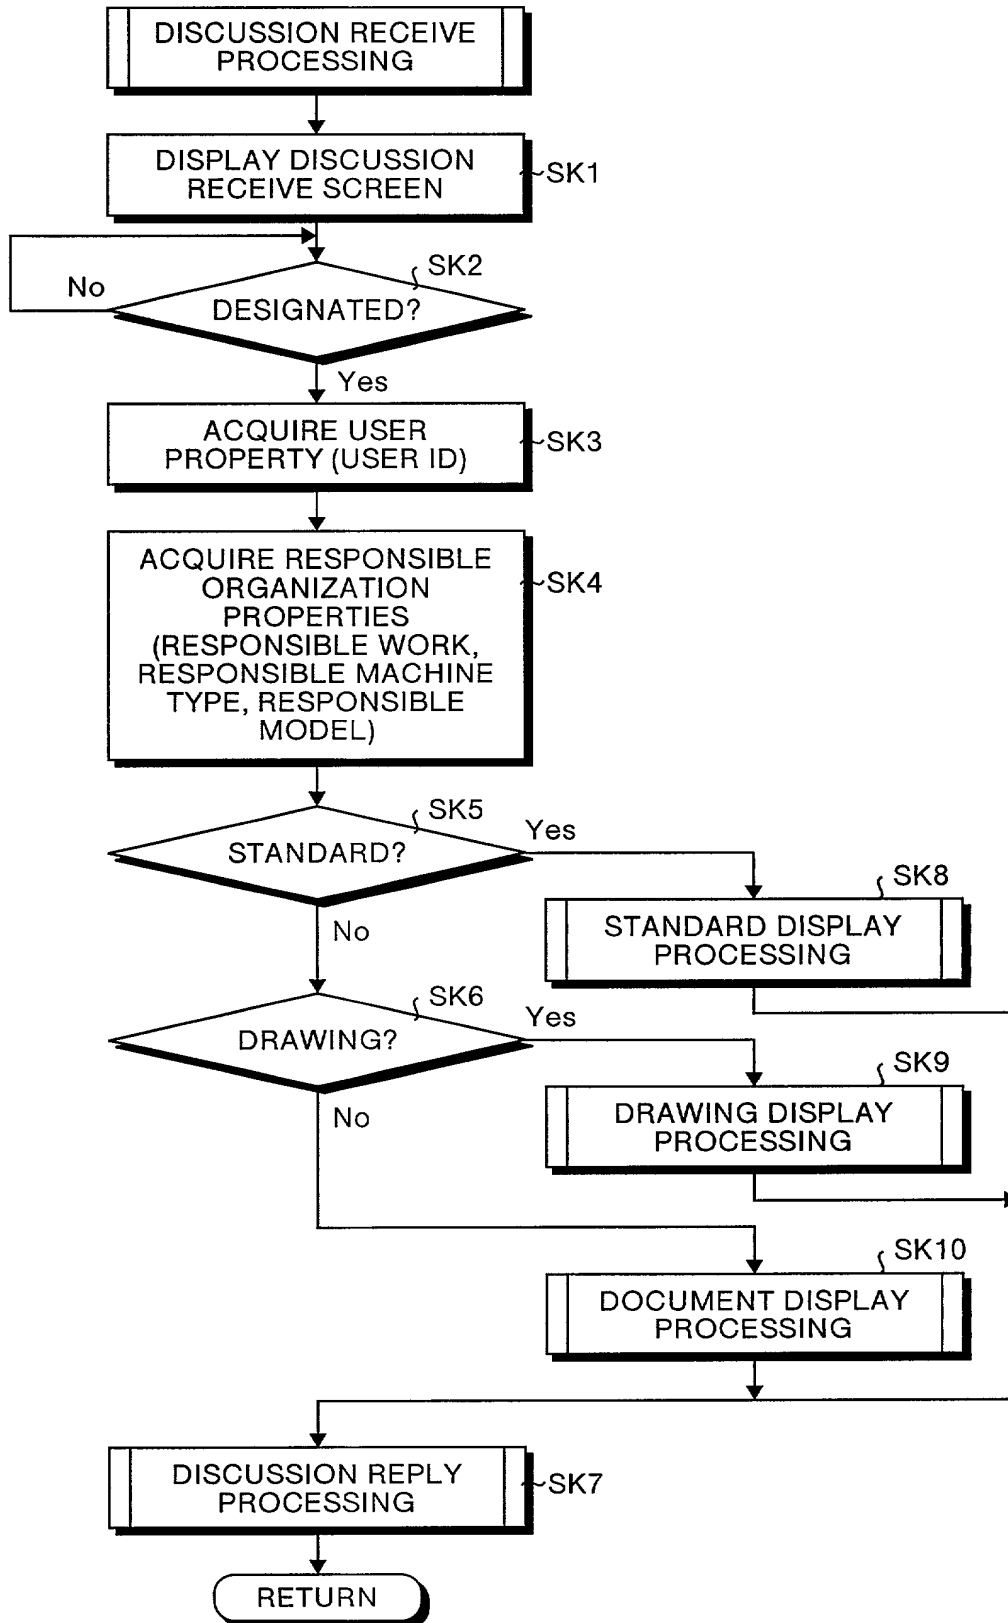 DISCUSSION RECEIVE
PROCESSING
DISPLAY DISCUSSION
RECEIVE SCREEN
SK1
SK2
No
DESIGNATED?
Yes
ACQUIRE USER
PROPERTY (USER ID)
SK3
ACQUIRE RESPONSIBLE
ORGANIZATION
PROPERTIES
(RESPONSIBLE WORK,
RESPONSIBLE MACHINE
TYPE, RESPONSIBLE
MODEL)
SK4
SK5
STANDARD?
Yes
No
SK8
STANDARD DISPLAY
PROCESSING
SK6
DRAWING?
Yes
No
SK9
DRAWING DISPLAY
PROCESSING
SK10
DOCUMENT DISPLAY
PROCESSING
DISCUSSION REPLY
PROCESSING
SK7
RETURN